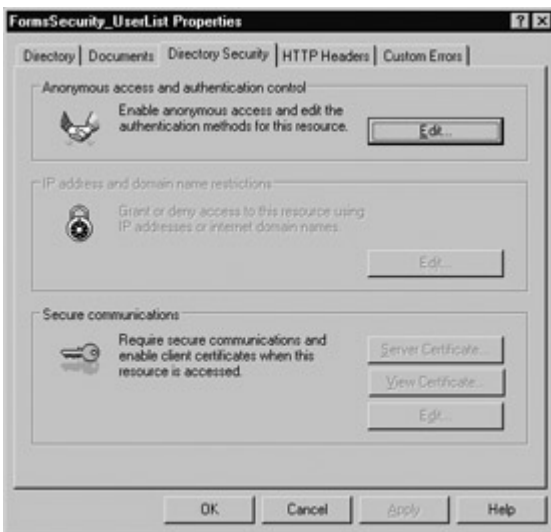 FormsSecurity_UserList Properties
Directory
Documents
Directory Security
HTTP Headers
Custom Errors
Anonymous access and authentication control
Enable anonymous access and edit the
authentication methods for this resource.
Edit...
IP address and domain name restrictions
Grant or deny access to this resource using
IP addresses or internet domain names.
Edit...
Secure communications
Require secure communications and
enable client certificates when this
resource is accessed.
Server Certificate...
View Certificate...
Edit...
OK
Cancel
Apply
Help